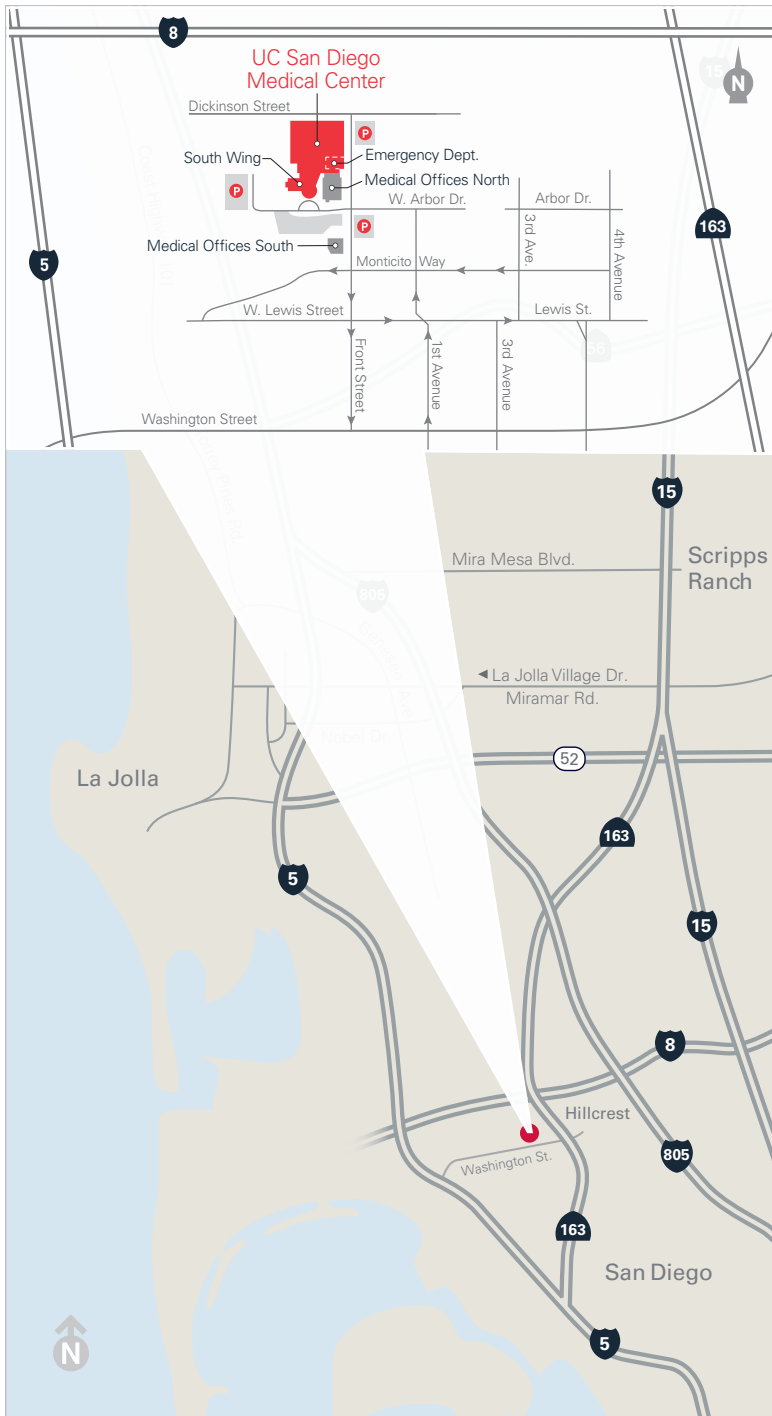 8
UC San Diego
Medical Center
15
N
Dickinson Street
P
South Wing
Emergency Dept.
Medical Offices North
P
W. Arbor Dr.
Arbor Dr.
3rd Ave.
4th Avenue
163
P
Medical Offices South
5
Monticito Way
W. Lewis Street
Lewis St.
56
Front Street
1st Avenue
3rd Avenue
Washington Street
15
Mira Mesa Blvd.
Scripps
Ranch
805
La Jolla Village Dr.
Miramar Rd.
Nobel Dr.
52
La Jolla
163
5
15
8
Hillcrest
Washington St.
805
163
San Diego
N
5